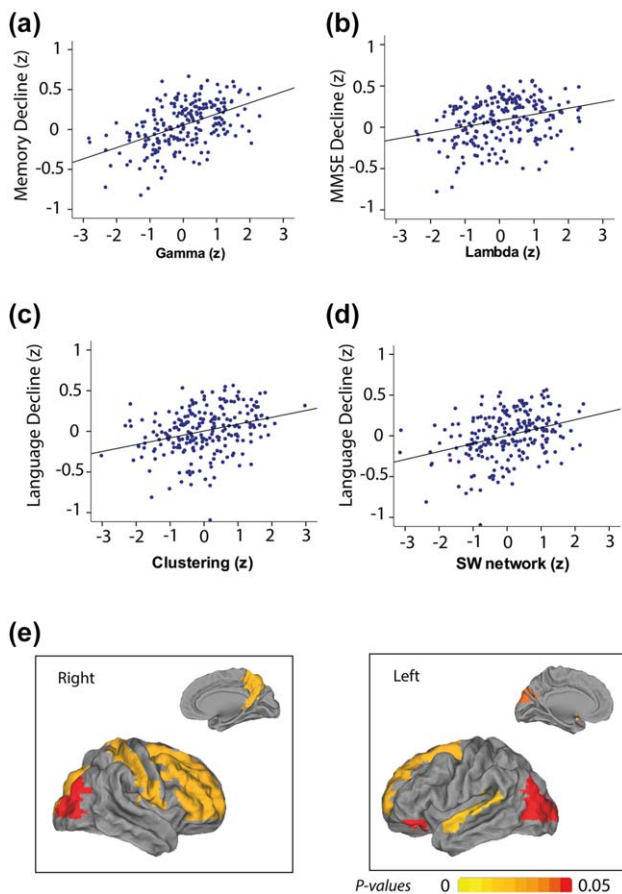 (a)
Memory Decline (z)
1
0.5
0
-0.5
-1
-3 -2 -1 0 1 2 3
Gamma (z)
(b)
MMSE Decline (z)
1
0.5
0
-0.5
-1
-3 -2 -1 0 1 2 3
Lambda (z)
(c)
Language Decline (z)
1
0.5
0
-0.5
-1
-3 -2 -1 0 1 2 3
Clustering (z)
(d)
Language Decline (z)
1
0.5
0
-0.5
-1
-3 -2 -1 0 1 2 3
SW network (z)
(e)
Right
Left
P-values 0 0.05